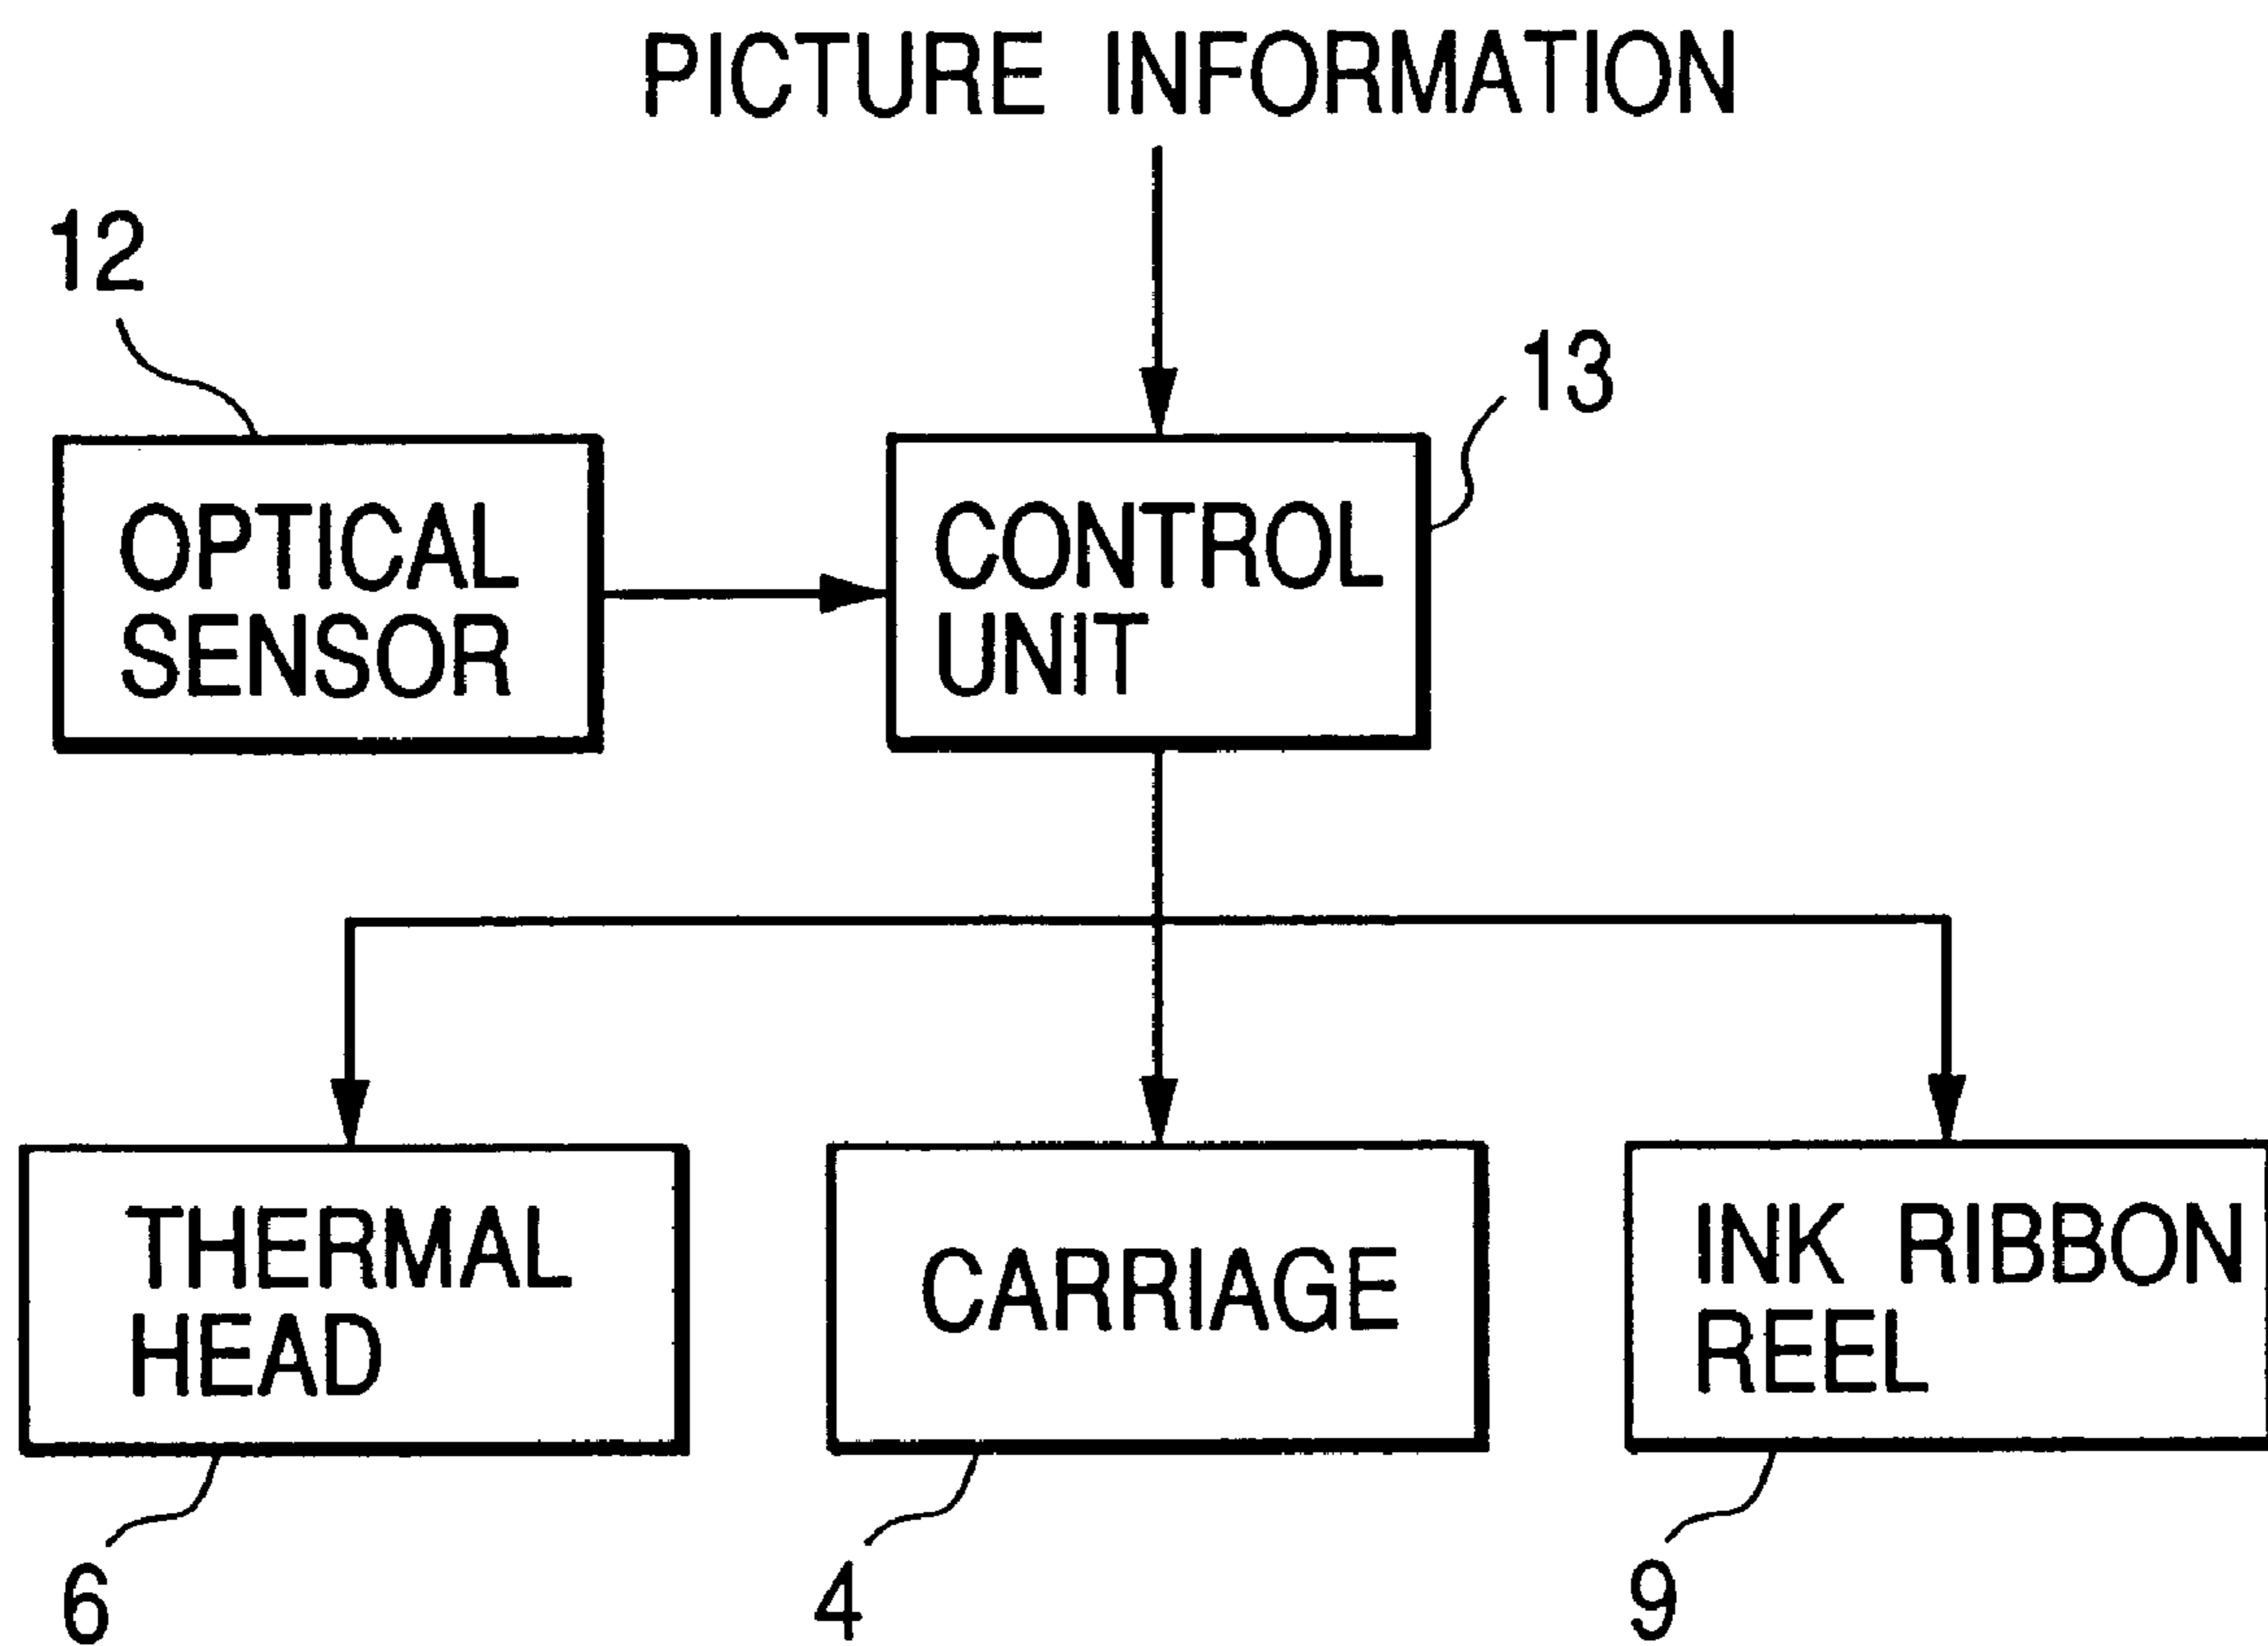 PICTURE INFORMATION
12
13
OPTICAL
SENSOR
CONTROL
UNIT
THERMAL
HEAD
CARRIAGE
INK RIBBON
REEL
6
4
9